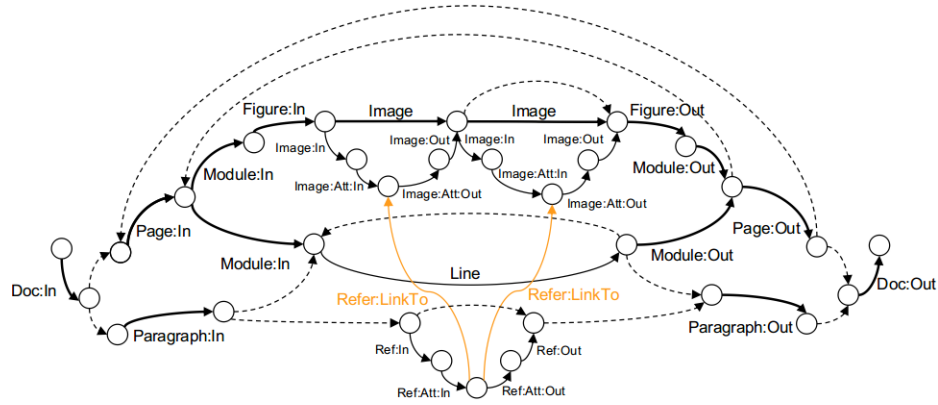 Figure:In
Image
Image
Figure:Out
Image:In
Image:Out
Image:In
Image:Out
Module:In
Image:Att:In
Image:Att:Out
Image:Att:In
Image:Att:Out
Module:Out
Page:In
Page:Out
Module:In
Line
Module:Out
Doc:In
Refer:LinkTo
Refer:LinkTo
Doc:Out
Paragraph:In
Paragraph:Out
Ref:In
Ref:Out
Ref:Att:In
Ref:Att:Out